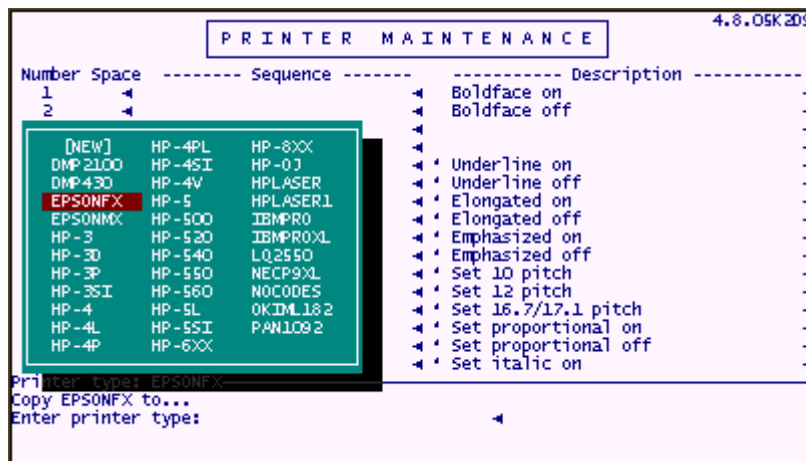 4.8.05K2DS
P R I N T E R   M A I N T E N A N C E
Number Space -------- Sequence ------- ----------- Description -----------
1 Boldface on
2 Boldface off
[NEW] HP-4PL HP-8XX
DMP2100 HP-4SI HP-OJ Underline on
DMP430 HP-4V HPLASER Underline off
EPSONFX HP-5 HPLASER1 Elongated on
EPSONMX HP-500 IBMPRO Elongated off
HP-3 HP-520 IBMPROXL Emphasized on
HP-3D HP-540 LQ2550 Emphasized off
HP-3P HP-550 NECP9XL Set 10 pitch
HP-3SI HP-560 NOCODES Set 12 pitch
HP-4 HP-5L OKIML182 Set 16.7/17.1 pitch
HP-4L HP-5SI PAN1092 Set proportional on
HP-4P HP-6XX Set proportional off
Set italic on
Printer type: EPSONFX
Copy EPSONFX to...
Enter printer type: